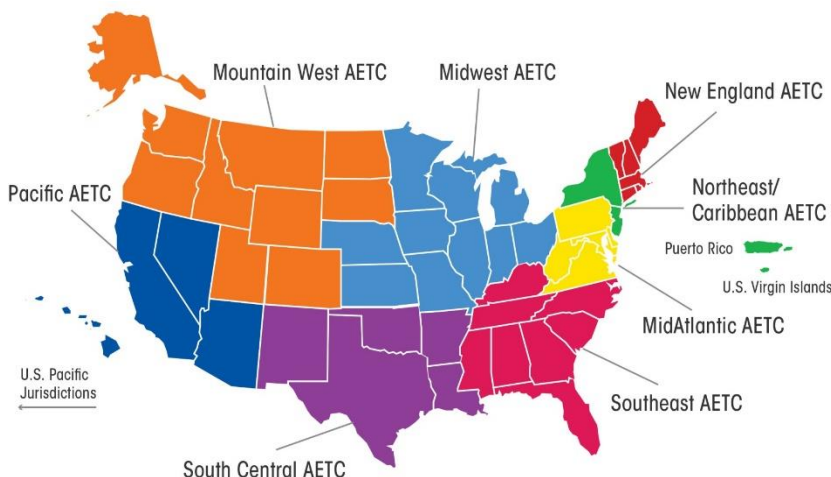 Mountain West AETC
Midwest AETC
New England AETC
Pacific AETC
Northeast/
Caribbean AETC
Puerto Rico
U.S. Virgin Islands
MidAtlantic AETC
U.S. Pacific
Jurisdictions
Southeast AETC
South Central AETC